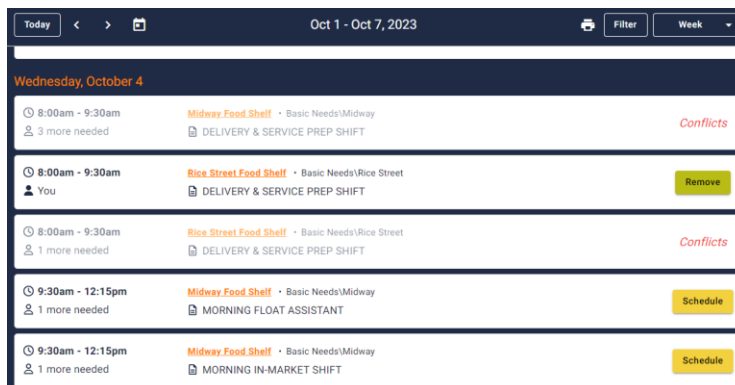 Today < > Oct 1 - Oct 7, 2023 Filter Week
Wednesday, October 4
8:00am - 9:30am Midway Food Shelf • Basic Needs\Midway
3 more needed DELIVERY & SERVICE PREP SHIFT Conflicts
8:00am - 9:30am Rice Street Food Shelf • Basic Needs\Rice Street
You DELIVERY & SERVICE PREP SHIFT Remove
8:00am - 9:30am Rice Street Food Shelf • Basic Needs\Rice Street
1 more needed DELIVERY & SERVICE PREP SHIFT Conflicts
9:30am - 12:15pm Midway Food Shelf • Basic Needs\Midway
1 more needed MORNING FLOAT ASSISTANT Schedule
9:30am - 12:15pm Midway Food Shelf • Basic Needs\Midway
1 more needed MORNING IN-MARKET SHIFT Schedule